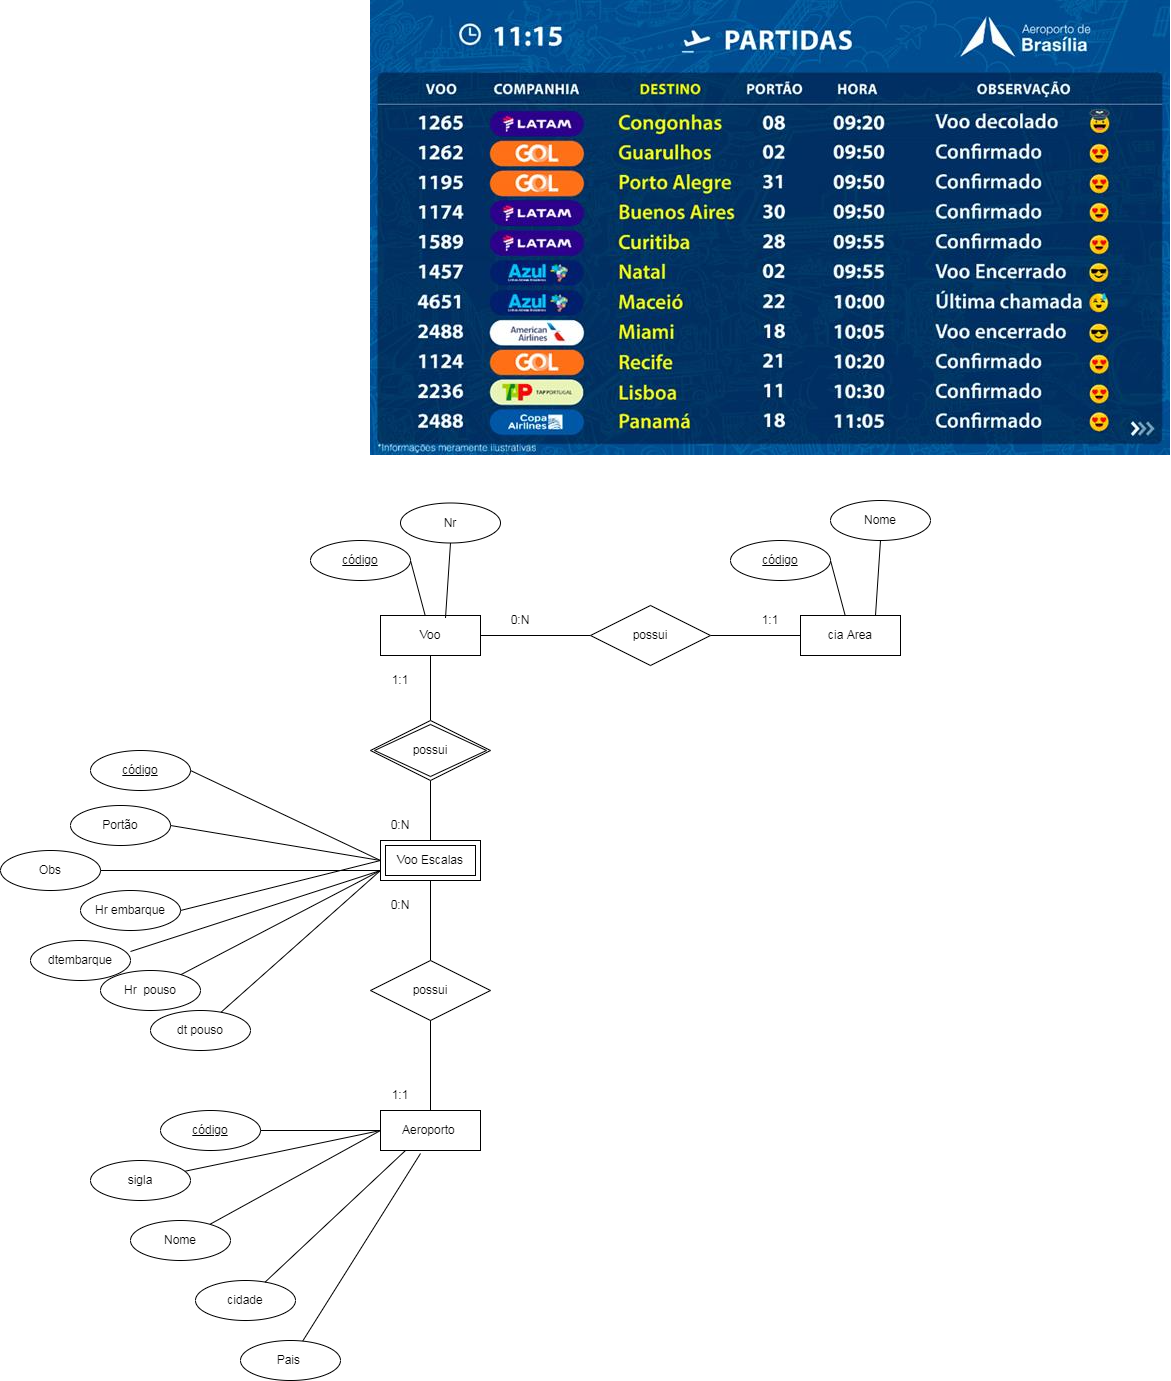 11:15
PARTIDAS
Aeroporto de
Brasília
VOO COMPANHIA DESTINO PORTÃO HORA OBSERVAÇÃO
1265 LATAM Congonhas 08 09:20 Voo decolado
1262 GOL Guarulhos 02 09:50 Confirmado
1195 GOL Porto Alegre 31 09:50 Confirmado
1174 LATAM Buenos Aires 30 09:50 Confirmado
1589 LATAM Curitiba 28 09:55 Confirmado
1457 Azul Natal 02 09:55 Voo Encerrado
4651 Azul Maceió 22 10:00 Última chamada
2488 American Airlines Miami 18 10:05 Voo encerrado
1124 GOL Recife 21 10:20 Confirmado
2236 TAP TAP PORTUGAL Lisboa 11 10:30 Confirmado
2488 Copa Airlines Panamá 18 11:05 Confirmado
*Informações meramente ilustrativas
Nr
Nome
código
código
0:N
1:1
Voo
possui
cia Area
1:1
possui
código
Portão
0:N
Voo Escalas
Obs
0:N
Hr embarque
dtembarque
Hr pouso
possui
dt pouso
1:1
código
Aeroporto
sigla
Nome
cidade
Pais